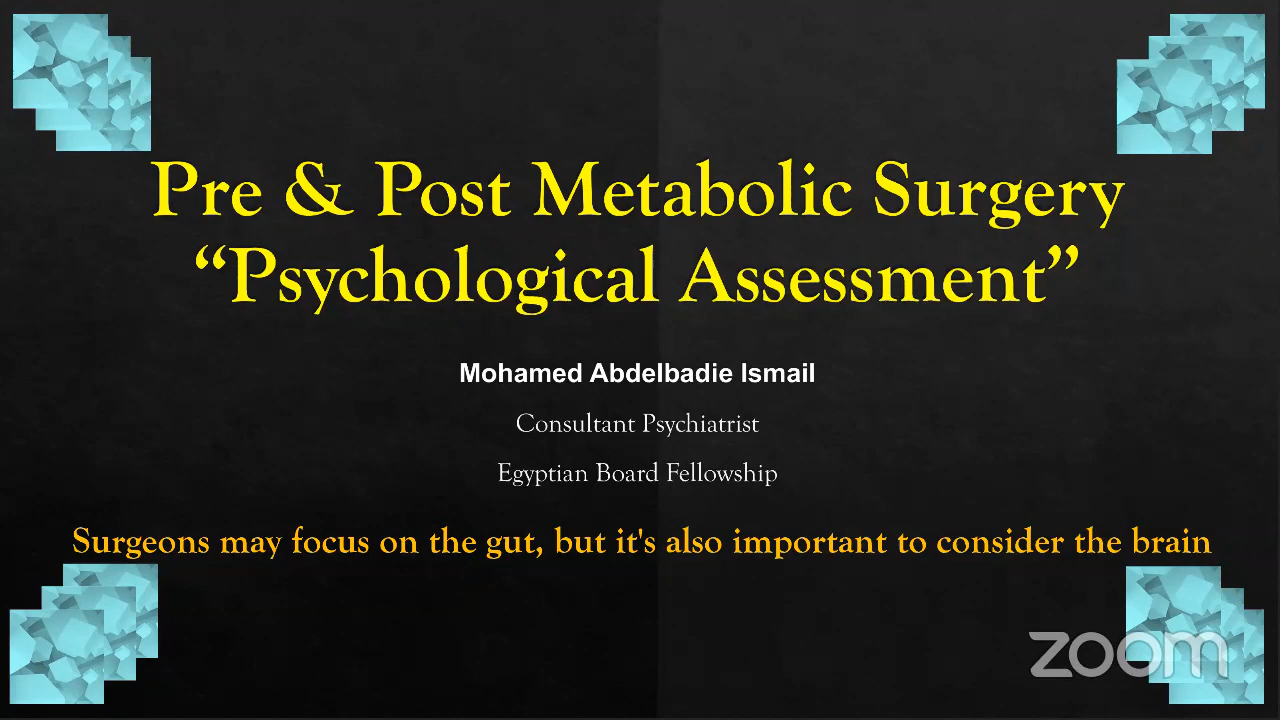 Pre & Post Metabolic Surgery
“Psychological Assessment”
Mohamed Abdelbadie Ismail
Consultant Psychiatrist
Egyptian Board Fellowship
Surgeons may focus on the gut, but it's also important to consider the brain
zoom